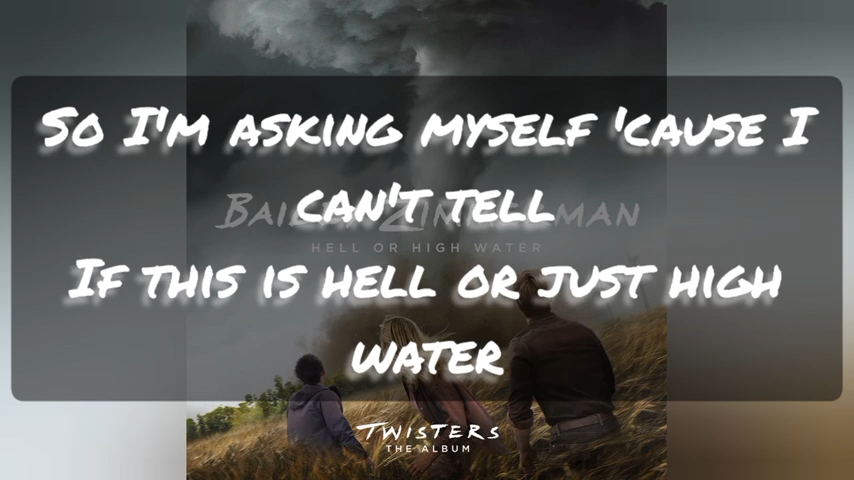 So I'm asking myself 'cause I
can't tell
HELL OR HIGH WATER
If this is hell or just high
water
TWISTERS
THE ALBUM